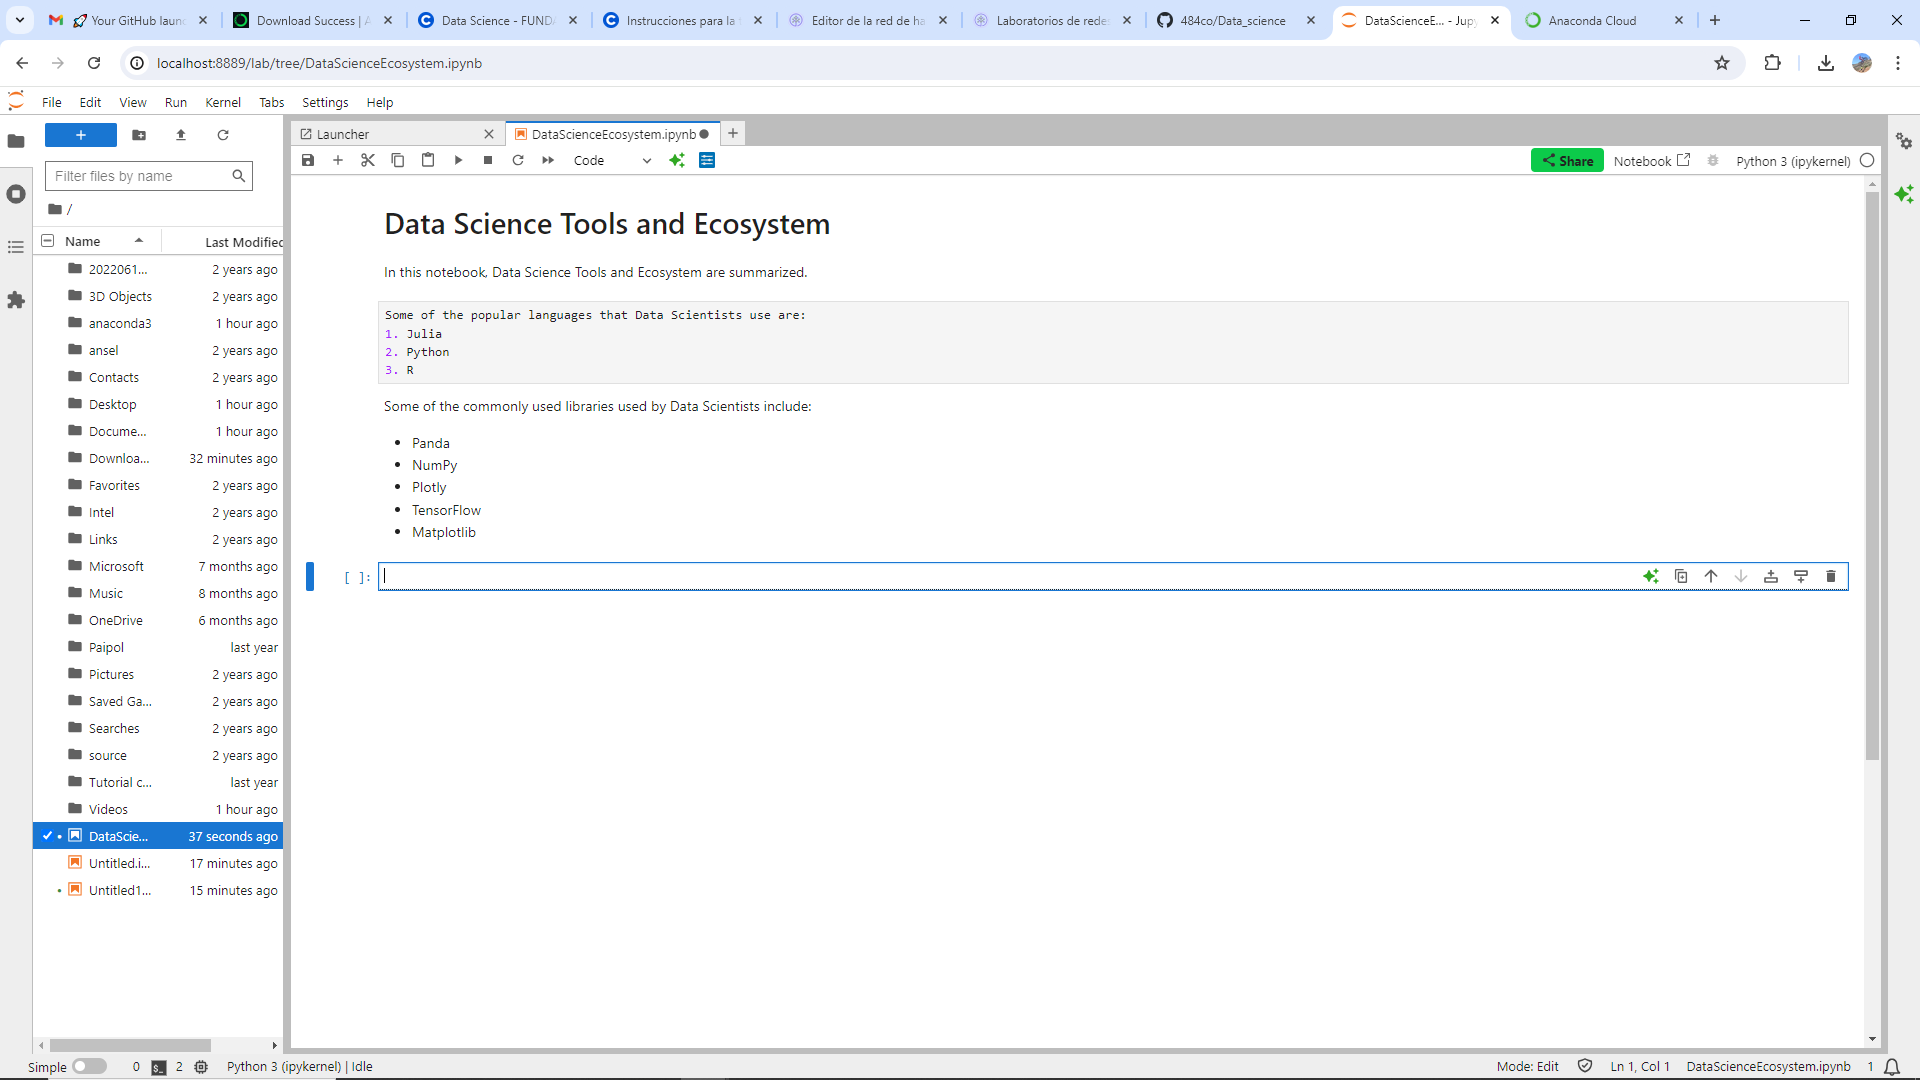 Your GitHub laun
Download Success | A
Data Science - FUND
Instrucciones para la t
Editor de la red de ha
Laboratorios de redes
484co/Data_science
DataScienceE... - Jupy
Anaconda Cloud
localhost:8889/lab/tree/DataScienceEcosystem.ipynb
File Edit View Run Kernel Tabs Settings Help
+
Filter files by name
/
Name Last Modified
2022061... 2 years ago
3D Objects 2 years ago
anaconda3 1 hour ago
ansel 2 years ago
Contacts 2 years ago
Desktop 1 hour ago
Docume... 1 hour ago
Downloa... 32 minutes ago
Favorites 2 years ago
Intel 2 years ago
Links 2 years ago
Microsoft 7 months ago
Music 8 months ago
OneDrive 6 months ago
Paipol last year
Pictures 2 years ago
Saved Ga... 2 years ago
Searches 2 years ago
source 2 years ago
Tutorial c... last year
Videos 1 hour ago
DataScie... 37 seconds ago
Untitled.i... 17 minutes ago
Untitled1... 15 minutes ago
Launcher
DataScienceEcosystem.ipynb
Code
Share Notebook Python 3 (ipykernel)
Data Science Tools and Ecosystem
In this notebook, Data Science Tools and Ecosystem are summarized.
Some of the popular languages that Data Scientists use are:
1. Julia
2. Python
3. R
Some of the commonly used libraries used by Data Scientists include:
• Panda
• NumPy
• Plotly
• TensorFlow
• Matplotlib
[ ]:
Simple 0 $_ 2 Python 3 (ipykernel) | Idle
Mode: Edit Ln 1, Col 1 DataScienceEcosystem.ipynb 1